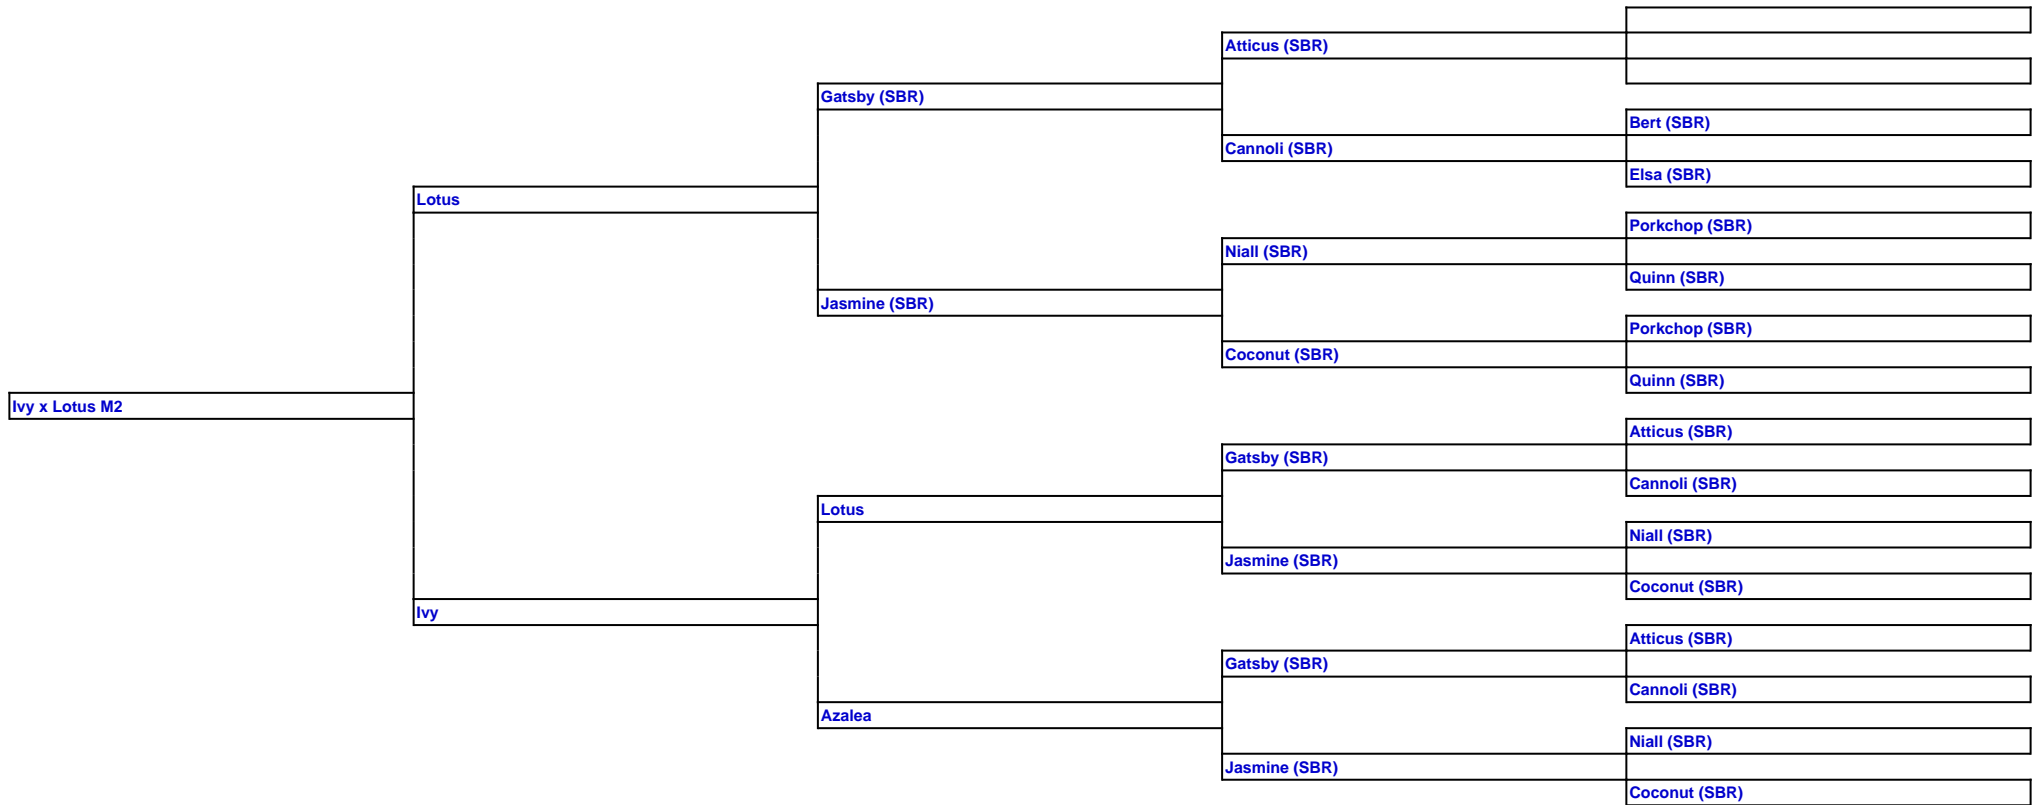 Atticus (SBR)
Gatsby (SBR)
Bert (SBR)
Cannoli (SBR)
Elsa (SBR)
Lotus
Porkchop (SBR)
Niall (SBR)
Quinn (SBR)
Jasmine (SBR)
Porkchop (SBR)
Coconut (SBR)
Quinn (SBR)
Ivy x Lotus M2
Atticus (SBR)
Gatsby (SBR)
Cannoli (SBR)
Lotus
Niall (SBR)
Jasmine (SBR)
Coconut (SBR)
Ivy
Atticus (SBR)
Gatsby (SBR)
Cannoli (SBR)
Azalea
Niall (SBR)
Jasmine (SBR)
Coconut (SBR)